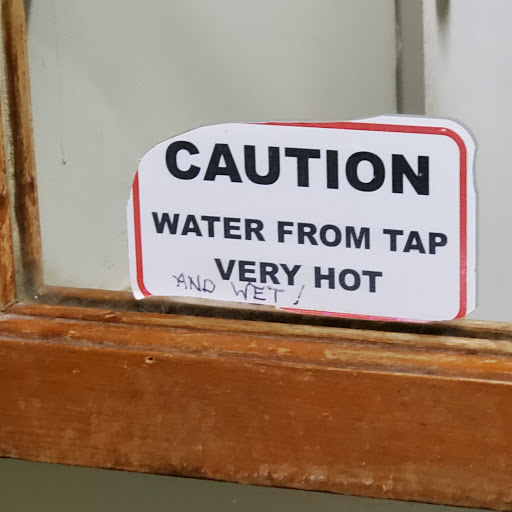 CAUTION
WATER FROM TAP
VERY HOT
AND WET!